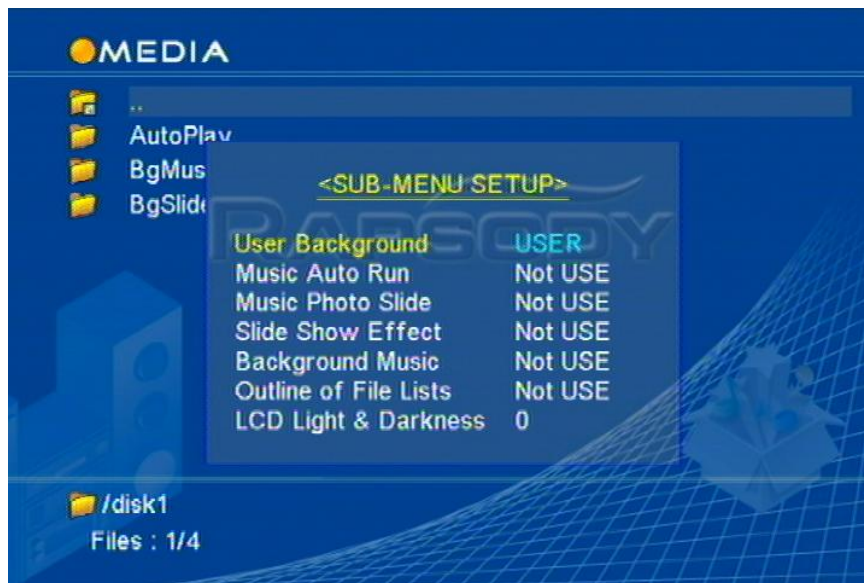 MEDIA
..
AutoPlay
BgMus
BgSlide
<SUB-MENU SETUP>
RAPSODY
User Background USER
Music Auto Run Not USE
Music Photo Slide Not USE
Slide Show Effect Not USE
Background Music Not USE
Outline of File Lists Not USE
LCD Light & Darkness 0
/disk1
Files : 1/4